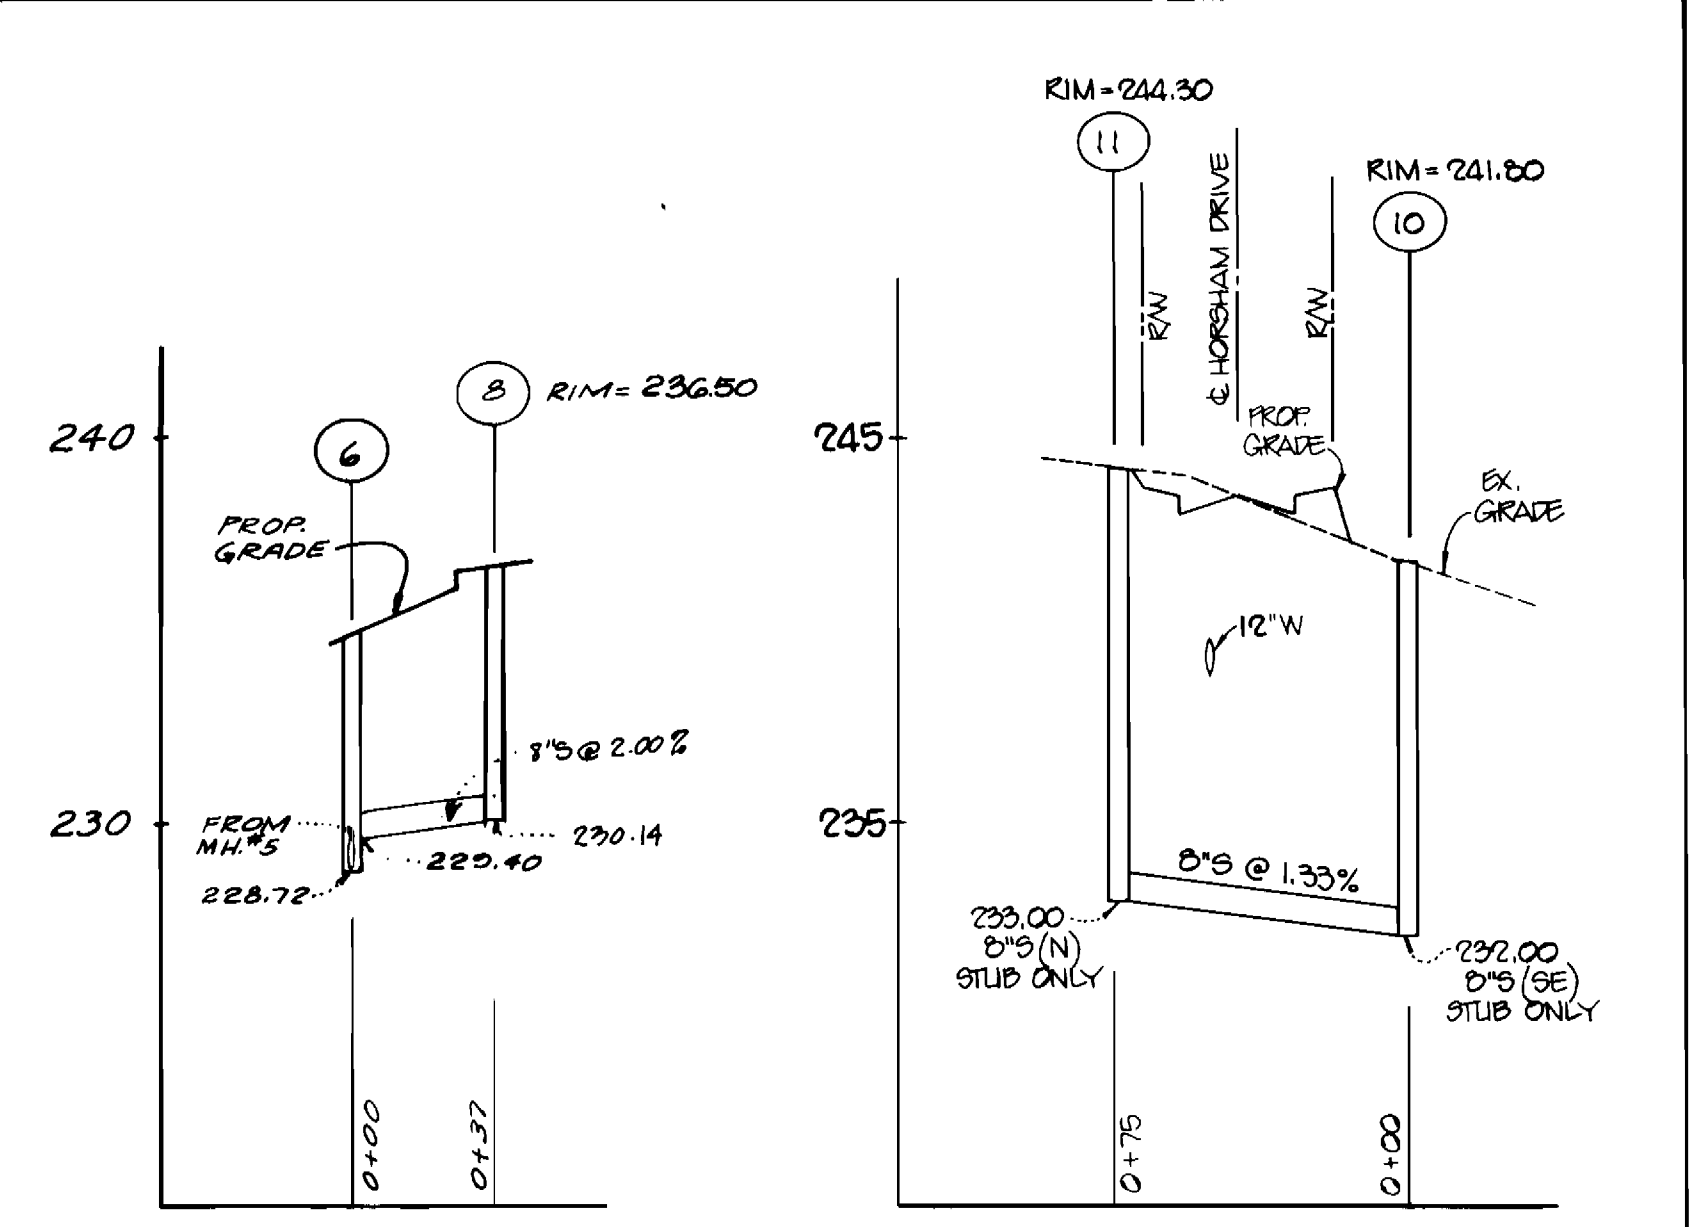 240
230
6
8
RIM= 236.50
PROP.
GRADE
8"S @ 2.00%
FROM
MH.#5
229.40
230.14
228.72
0+00
0+37
RIM=244.30
11
RIM=241.80
10
R/W
℄ HORSHAM DRIVE
R/W
245
235
PROP.
GRADE
EX.
GRADE
12"W
8"S @ 1.33%
233.00
8"S (N)
STUB ONLY
232.00
8"S (SE)
STUB ONLY
0+75
0+00